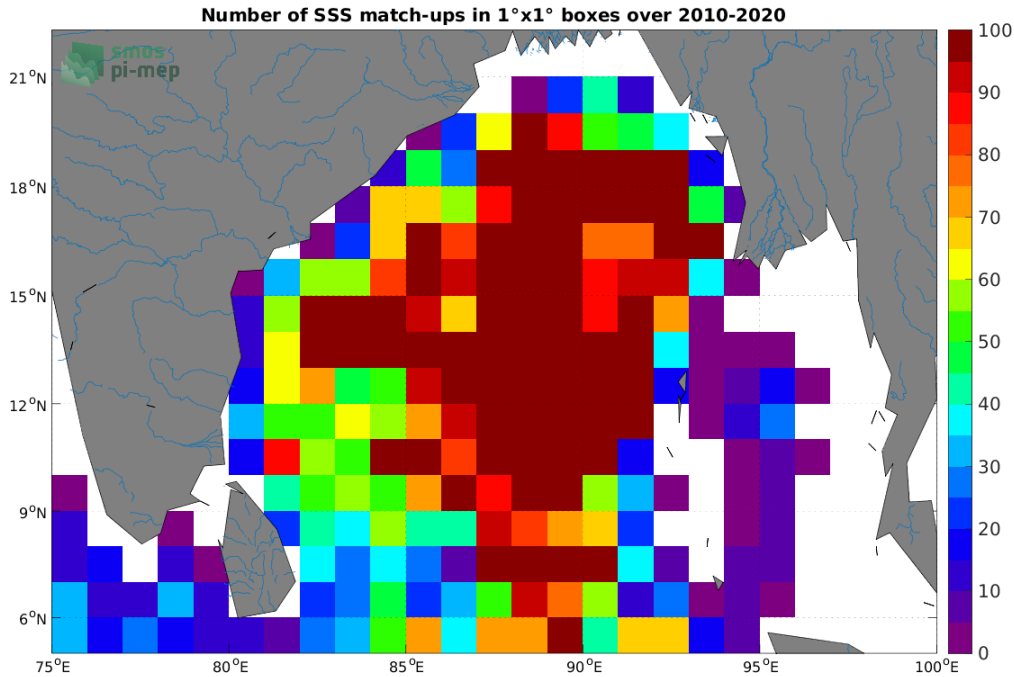 Number of SSS match-ups in 1°x1° boxes over 2010-2020
smos
pi-mep
21°N
18°N
15°N
12°N
9°N
6°N
75°E
80°E
85°E
90°E
95°E
100°E
100
90
80
70
60
50
40
30
20
10
0